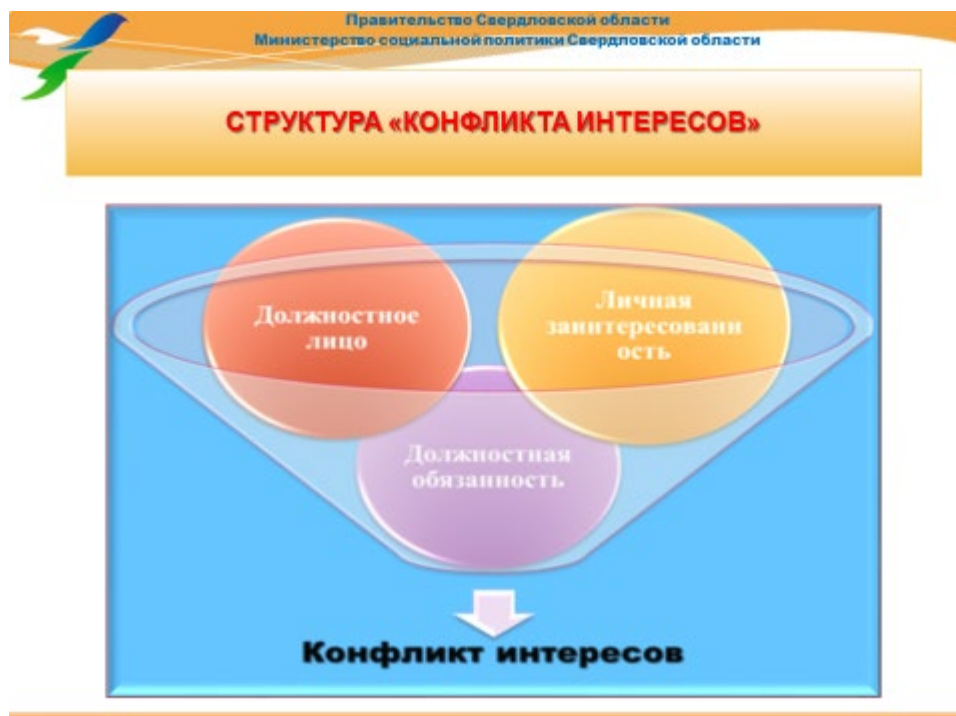 Правительство Свердловской области
Министерство социальной политики Свердловской области
СТРУКТУРА «КОНФЛИКТА ИНТЕРЕСОВ»
Должностное
лицо
Личная
заинтересованн
ость
Должностная
обязанность
Конфликт интересов